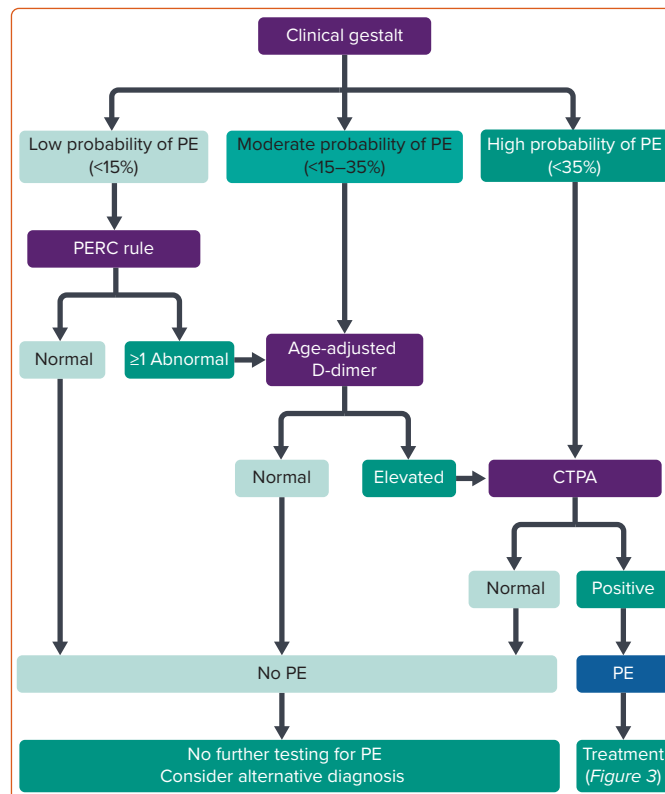 Clinical gestalt
Low probability of PE
(<15%)
Moderate probability of PE
(<15–35%)
High probability of PE
(<35%)
PERC rule
Normal
≥1 Abnormal
Age-adjusted
D-dimer
Normal
Elevated
CTPA
Normal
Positive
No PE
PE
No further testing for PE
Consider alternative diagnosis
Treatment
(Figure 3)